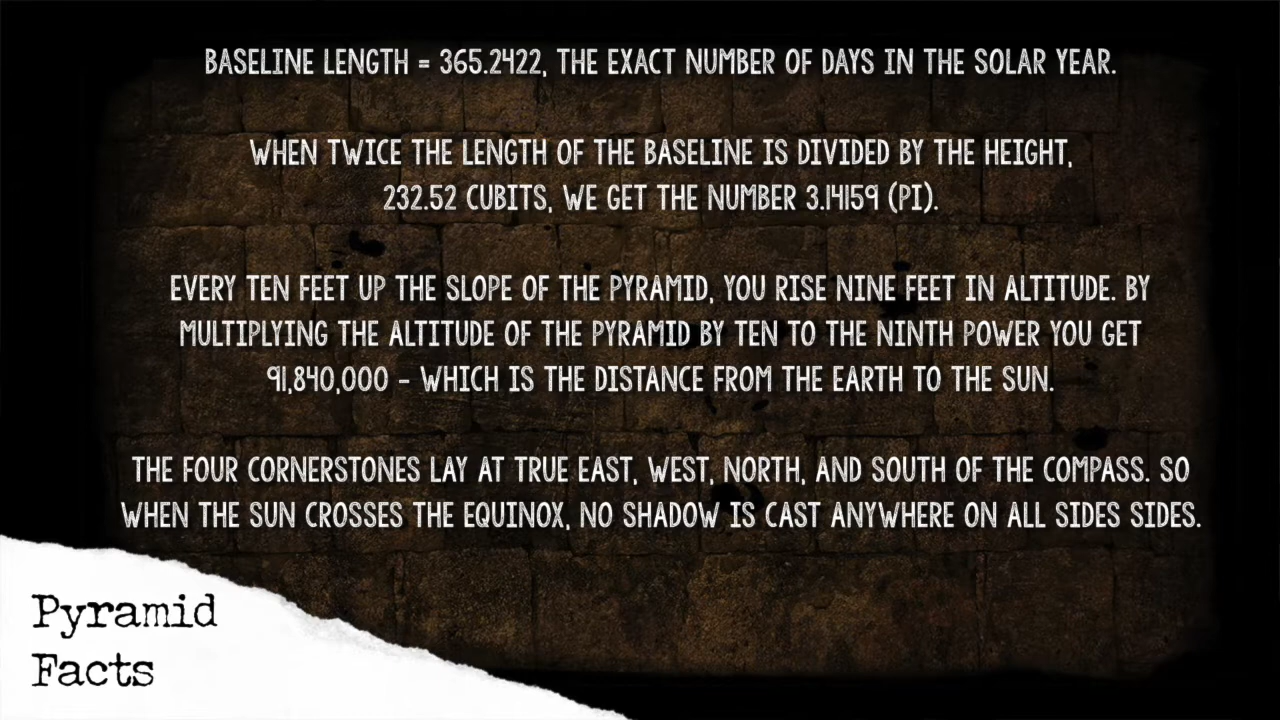 BASELINE LENGTH = 365.2422, THE EXACT NUMBER OF DAYS IN THE SOLAR YEAR.
WHEN TWICE THE LENGTH OF THE BASELINE IS DIVIDED BY THE HEIGHT,
232.52 CUBITS, WE GET THE NUMBER 3.14159 (PI).
EVERY TEN FEET UP THE SLOPE OF THE PYRAMID, YOU RISE NINE FEET IN ALTITUDE. BY
MULTIPLYING THE ALTITUDE OF THE PYRAMID BY TEN TO THE NINTH POWER YOU GET
91,840,000 - WHICH IS THE DISTANCE FROM THE EARTH TO THE SUN.
THE FOUR CORNERSTONES LAY AT TRUE EAST, WEST, NORTH, AND SOUTH OF THE COMPASS. SO
WHEN THE SUN CROSSES THE EQUINOX, NO SHADOW IS CAST ANYWHERE ON ALL SIDES SIDES.
Pyramid
Facts